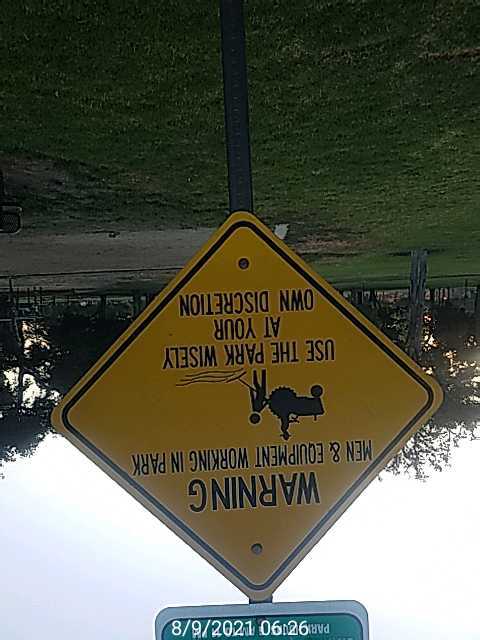 WARNING
MEN & EQUIPMENT WORKING IN PARK
USE THE PARK WISELY
AT YOUR
OWN DISCRETION
8/9/2021 06:26